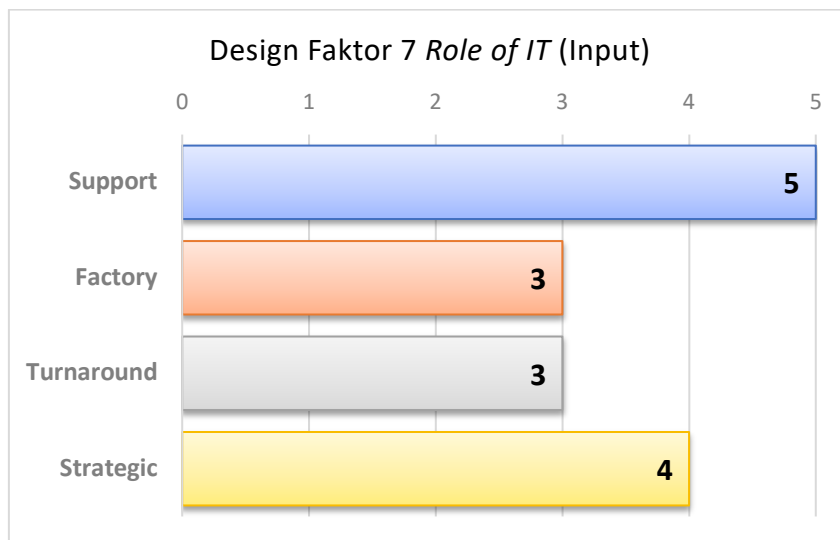 Design Faktor 7 Role of IT (Input)
0 1 2 3 4 5
Support 5
Factory 3
Turnaround 3
Strategic 4